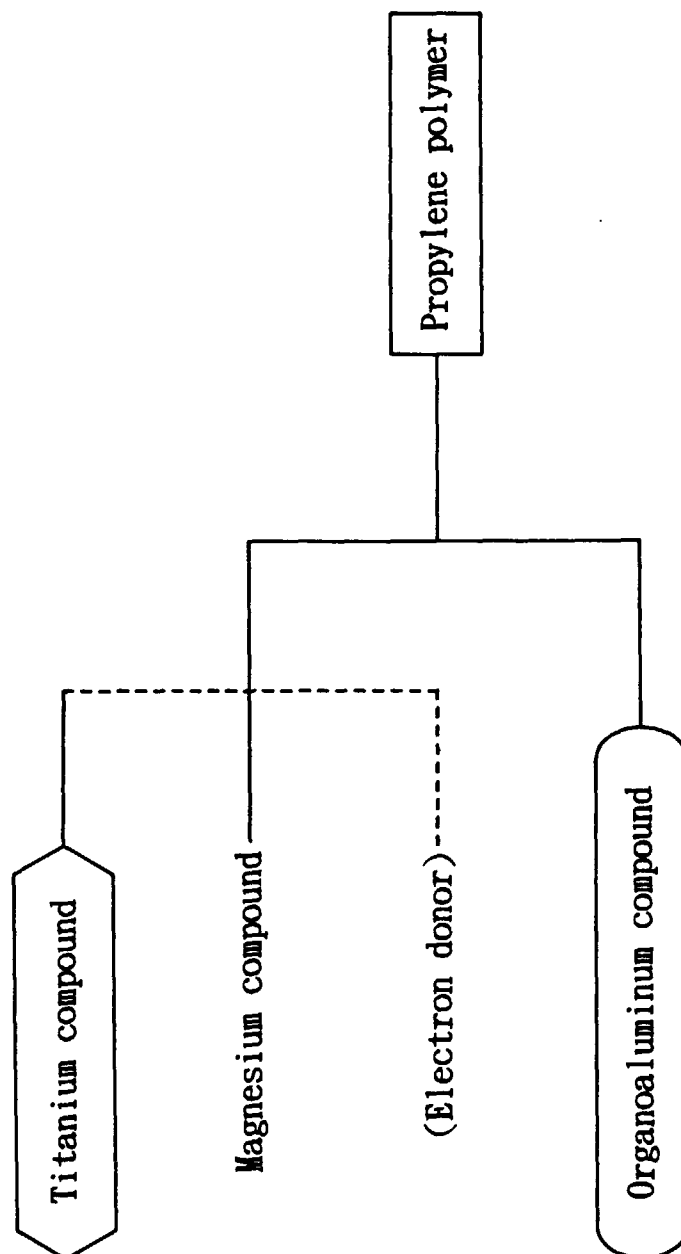 Titanium compound
Magnesium compound
(Electron donor)
Organoaluminum compound
Propylene polymer